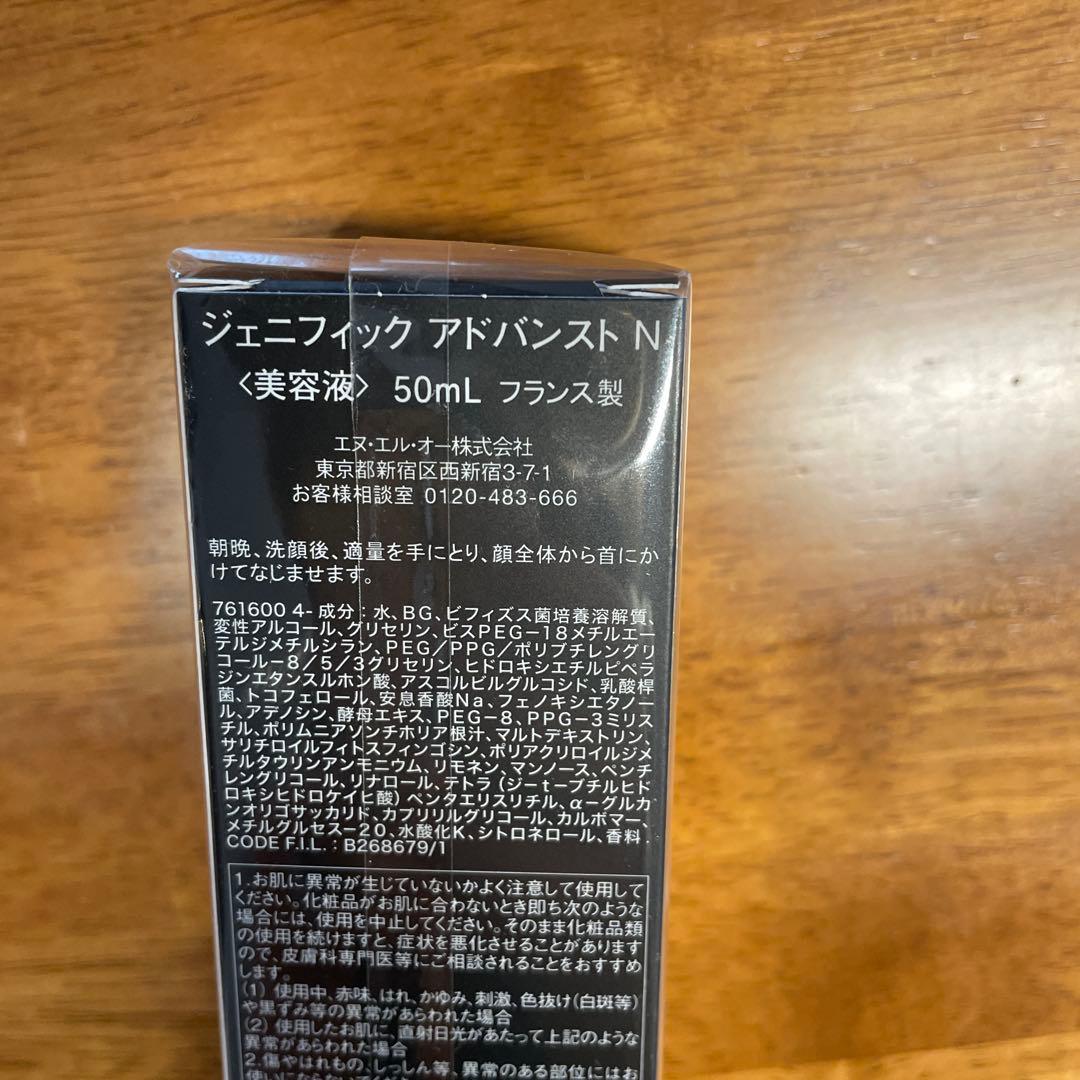 ジェニフィック アドバンスト N
〈美容液〉 50mL フランス製
エヌ・エル・オー株式会社
東京都新宿区西新宿3-7-1
お客様相談室 0120-483-666
朝晩、洗顔後、適量を手にとり、顔全体から首にか
けてなじませます。
761600 4- 成分：水、BG、ビフィズス菌培養溶解質、
変性アルコール、グリセリン、ビスPEG－18メチルエー
テルジメチルシラン、PEG／PPG／ポリブチレングリ
コール－8／5／3グリセリン、ヒドロキシエチルピペラ
ジンエタンスルホン酸、アスコルビルグルコシド、乳酸桿
菌、トコフェロール、安息香酸Na、フェノキシエタノー
ル、アデノシン、酵母エキス、PEG－8、PPG－3ミリス
チル、ポリムニアソンチホリア根汁、マルトデキストリン、
サリチロイルフィトスフィンゴシン、ポリアクリロイルジメ
チルタウリンアンモニウム、リモネン、マンノース、ペンチ
レングリコール、リナロール、テトラ（ジーt－ブチルヒド
ロキシヒドロケイヒ酸）ペンタエリスリチル、α－グルカ
ンオリゴサッカリド、カプリリルグリコール、カルボマー、
メチルグルセス－20、水酸化K、シトロネロール、香料
CODE F.I.L. : B268679/1
1.お肌に異常が生じていないかよく注意して使用して
ください。化粧品がお肌に合わないとき即ち次のような
場合には、使用を中止してください。そのまま化粧品類
の使用を続けますと、症状を悪化させることがあります
ので、皮膚科専門医等にご相談されることをおすすめ
します。
(1) 使用中、赤味、はれ、かゆみ、刺激、色抜け(白斑等)
や黒ずみ等の異常があらわれた場合
(2) 使用したお肌に、直射日光があたって上記のような
異常があらわれた場合
2.傷やはれもの、しっしん等、異常のある部位にはお